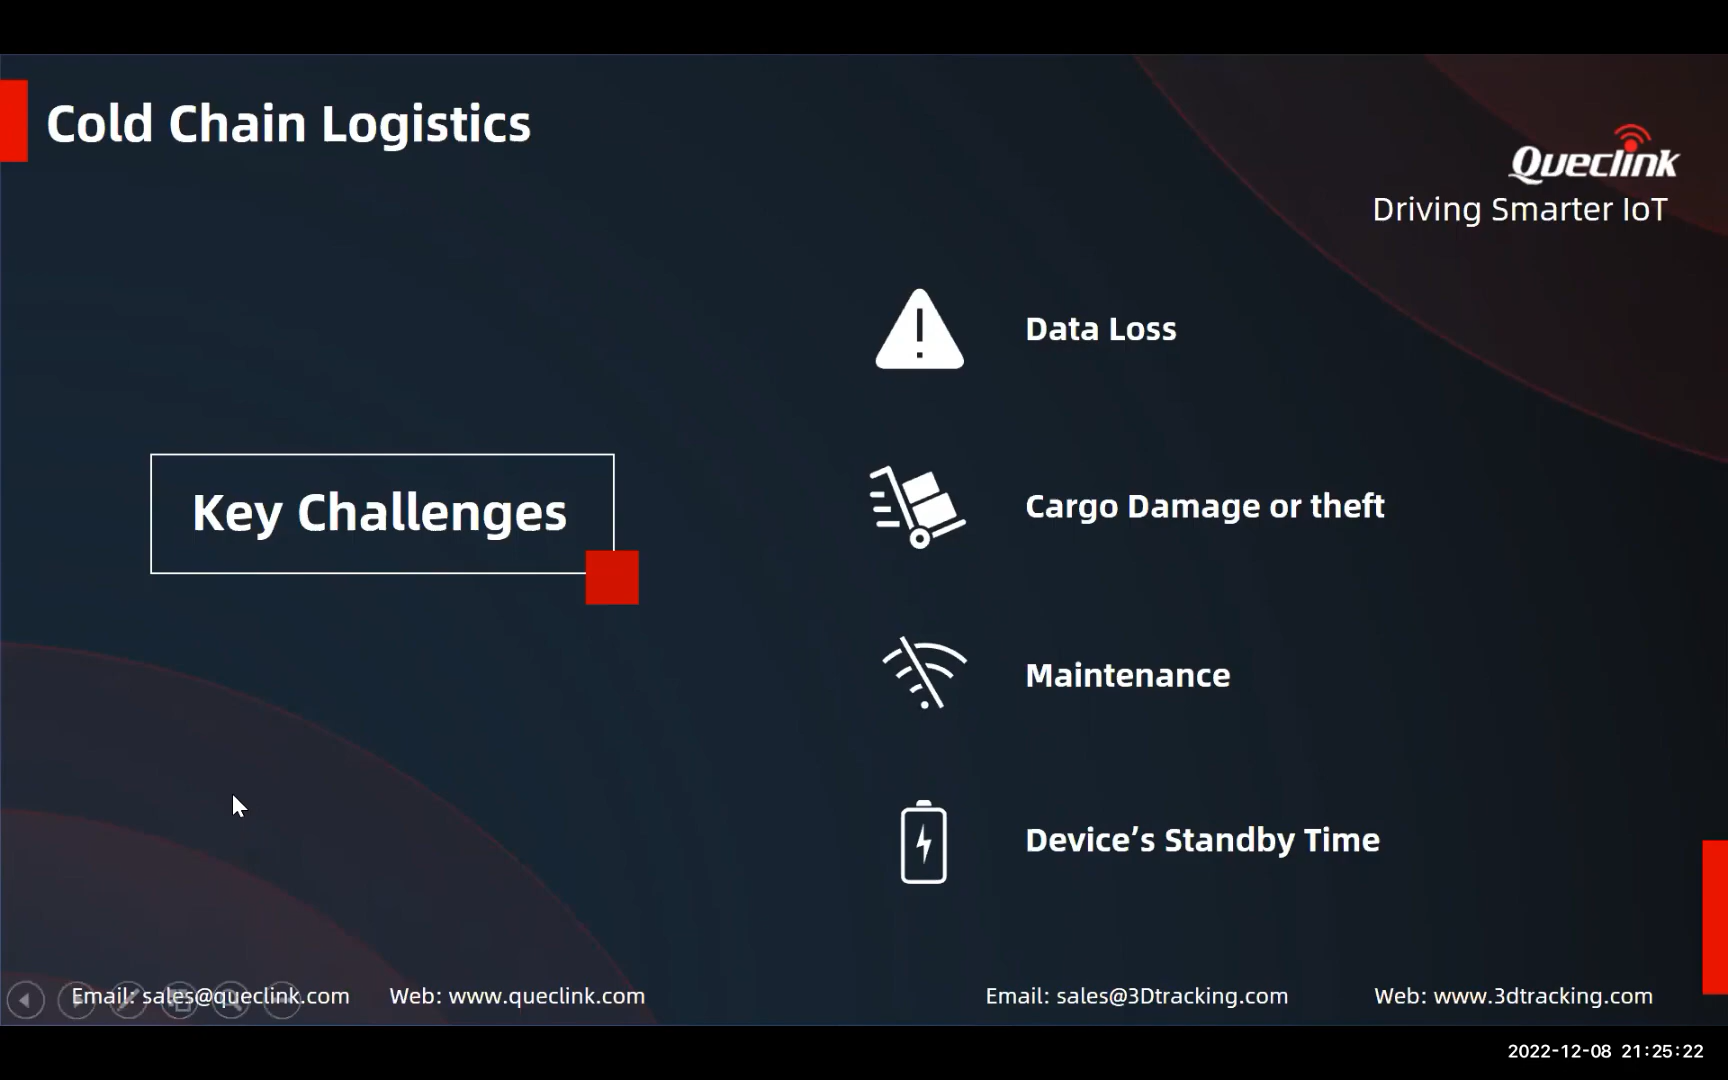 Cold Chain Logistics
Queclink
Driving Smarter IoT
Data Loss
Cargo Damage or theft
Key Challenges
Maintenance
Device’s Standby Time
Email: sales@queclink.com Web: www.queclink.com
Email: sales@3Dtracking.com Web: www.3dtracking.com
2022-12-08 21:25:22